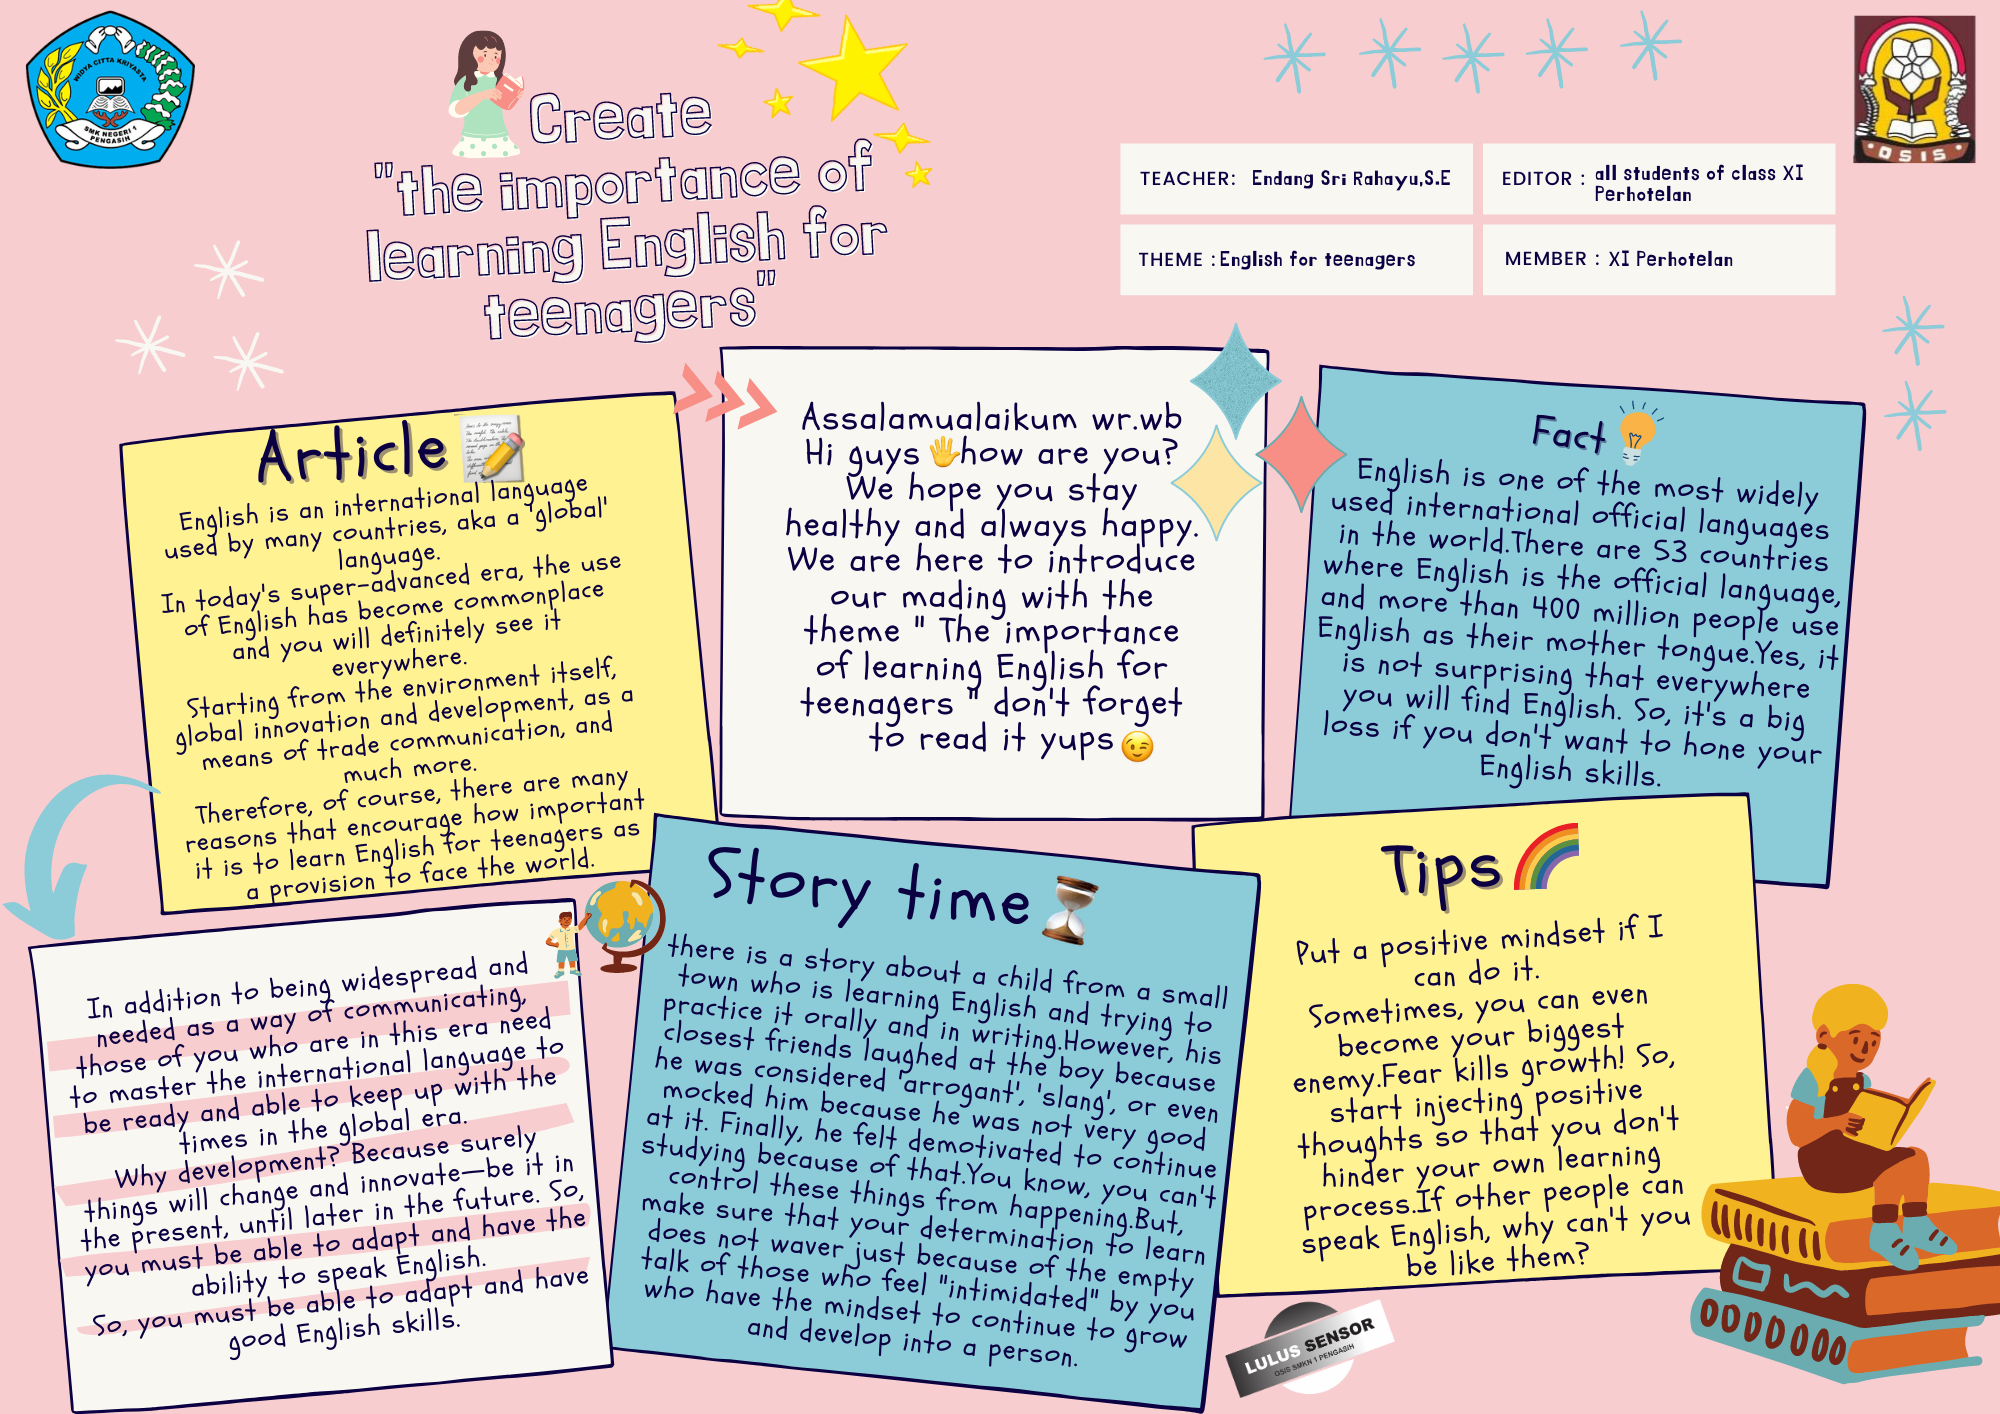 WIDYA CITTA KRIYASTA
SMK NEGERI 1
PENGASIH
Create
"the importance of
learning English for
teenagers"
TEACHER: Endang Sri Rahayu,S.E
EDITOR : all students of class XI
Perhotelan
THEME : English for teenagers
MEMBER : XI Perhotelan
OSIS
Article
English is an international language
used by many countries, aka a 'global'
language.
In today's super-advanced era, the use
of English has become commonplace
and you will definitely see it
everywhere.
Starting from the environment itself,
global innovation and development, as a
means of trade communication, and
much more.
Therefore, of course, there are many
reasons that encourage how important
it is to learn English for teenagers as
a provision to face the world.
Assalamualaikum wr.wb
Hi guys 🖐how are you?
We hope you stay
healthy and always happy.
We are here to introduce
our mading with the
theme " The importance
of learning English for
teenagers " don't forget
to read it yups 😉
Fact
English is one of the most widely
used international official languages
in the world.There are 53 countries
where English is the official language,
and more than 400 million people use
English as their mother tongue.Yes, it
is not surprising that everywhere
you will find English. So, it's a big
loss if you don't want to hone your
English skills.
In addition to being widespread and
needed as a way of communicating,
those of you who are in this era need
to master the international language to
be ready and able to keep up with the
times in the global era.
Why development? Because surely
things will change and innovate—be it in
the present, until later in the future. So,
you must be able to adapt and have the
ability to speak English.
So, you must be able to adapt and have
good English skills.
Story time
there is a story about a child from a small
town who is learning English and trying to
practice it orally and in writing.However, his
closest friends laughed at the boy because
he was considered 'arrogant', 'slang', or even
mocked him because he was not very good
at it. Finally, he felt demotivated to continue
studying because of that.You know, you can't
control these things from happening.But,
make sure that your determination to learn
does not waver just because of the empty
talk of those who feel "intimidated" by you
who have the mindset to continue to grow
and develop into a person.
Tips
Put a positive mindset if I
can do it.
Sometimes, you can even
become your biggest
enemy.Fear kills growth! So,
start injecting positive
thoughts so that you don't
hinder your own learning
process.If other people can
speak English, why can't you
be like them?
LULUS SENSOR
OSIS SMKN 1 PENGASIH